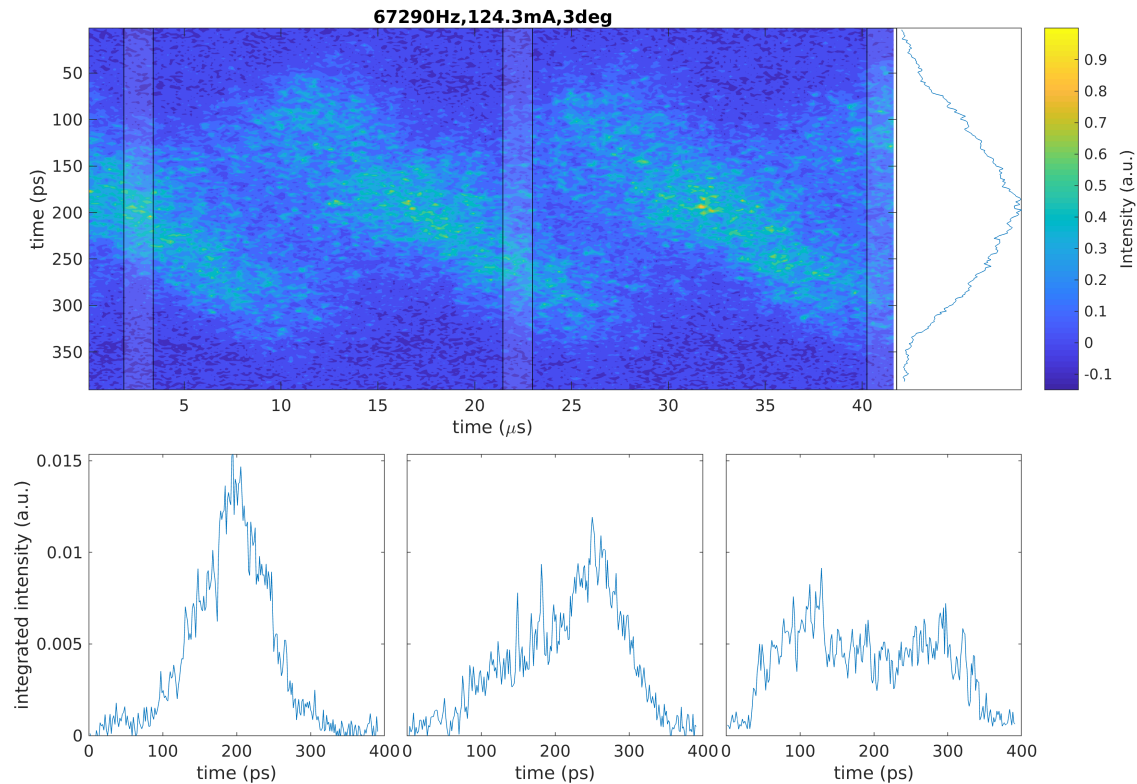 67290Hz,124.3mA,3deg
50
100
150
200
250
300
350
time (ps)
5 10 15 20 25 30 35 40
time (μs)
0.9
0.8
0.7
0.6
0.5
0.4
0.3
0.2
0.1
0
-0.1
Intensity (a.u.)
0.015
0.01
0.005
0
integrated intensity (a.u.)
0 100 200 300 400 0 100 200 300 400 0 100 200 300 400
time (ps) time (ps) time (ps)